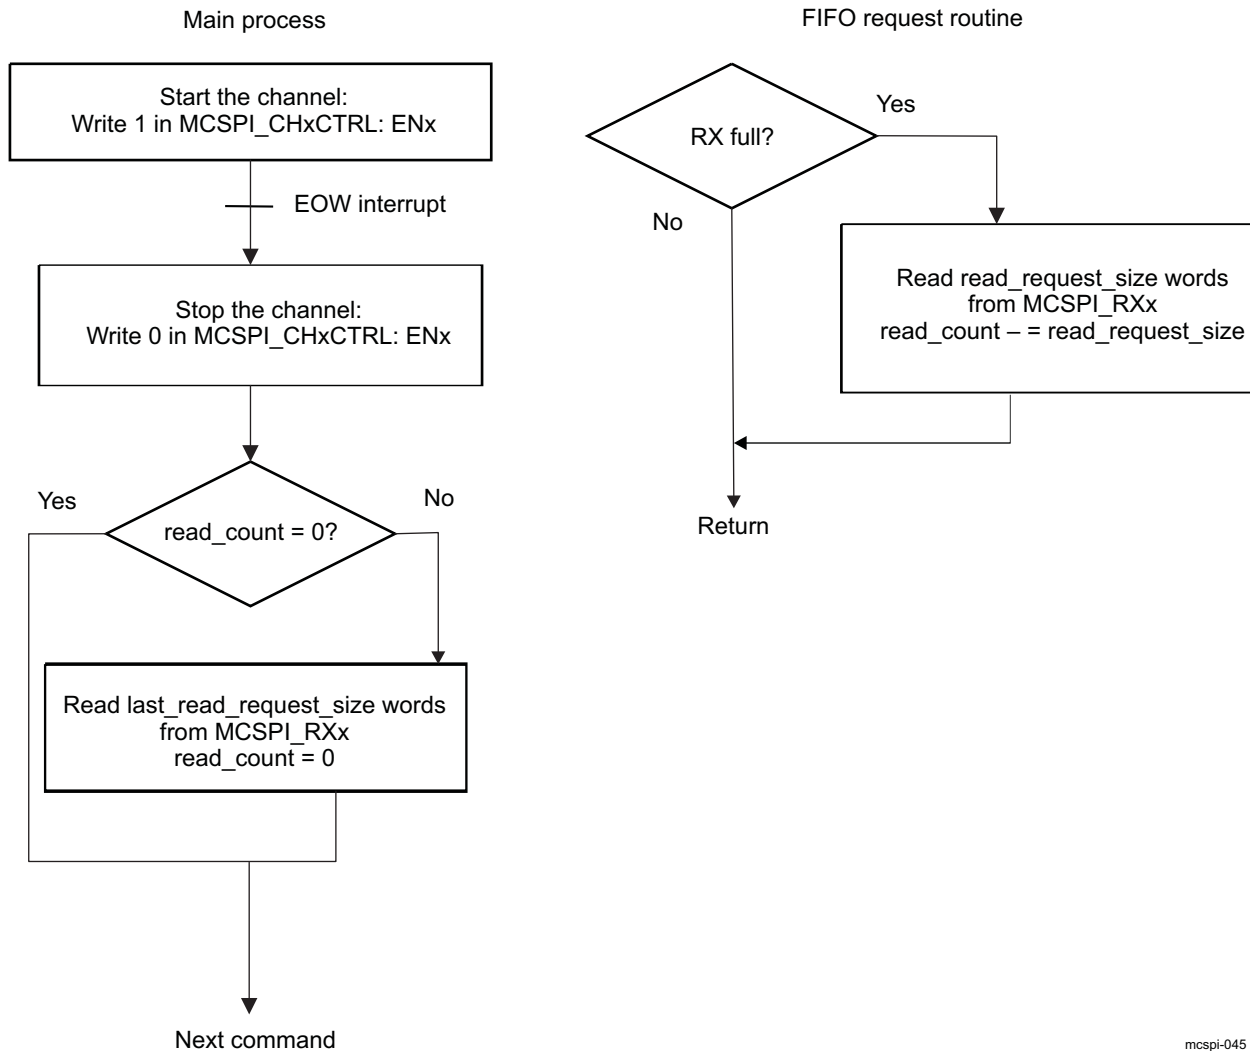 Main process
Start the channel:
Write 1 in MCSPI_CHxCTRL: ENx
EOW interrupt
Stop the channel:
Write 0 in MCSPI_CHxCTRL: ENx
Yes
No
read_count = 0?
Read last_read_request_size words
from MCSPI_RXx
read_count = 0
Next command
FIFO request routine
RX full?
Yes
No
Read read_request_size words
from MCSPI_RXx
read_count – = read_request_size
Return
mcspi-045